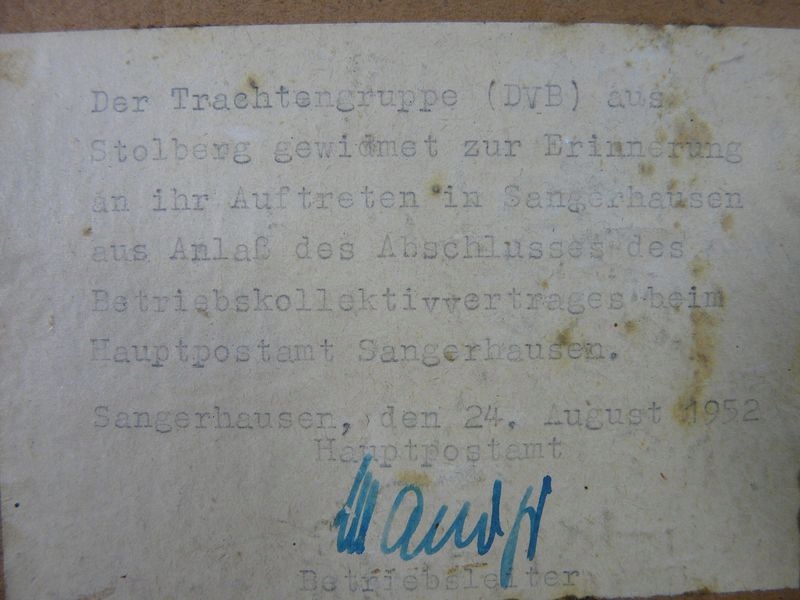 Der Trachtengruppe (DVB) aus
Stolberg gewidmet zur Erinnerung
an ihr Auftreten in Sangerhausen
aus Anlaß des Abschlusses des
Betriebskollektivvertrages beim
Hauptpostamt Sangerhausen.
Sangerhausen, den 24. August 1952
Hauptpostamt
Betriebsleiter